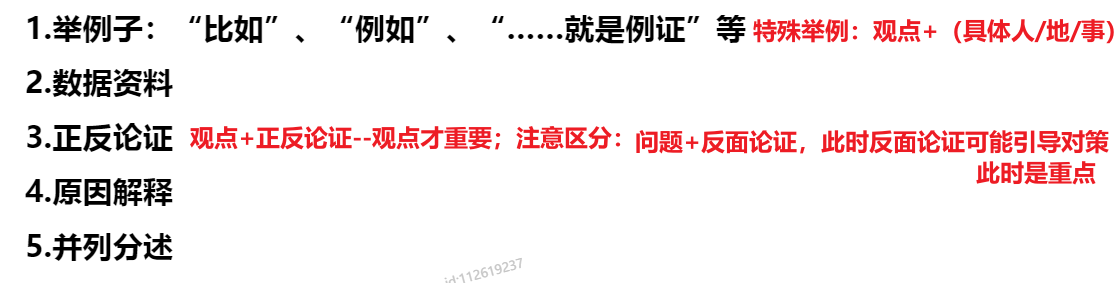 1.举例子：“比如”、“例如”、“……就是例证”等 特殊举例：观点+（具体人/地/事）
2.数据资料
3.正反论证 观点+正反论证--观点才重要；注意区分：问题+反面论证，此时反面论证可能引导对策
此时是重点
4.原因解释
5.并列分述
id:112619237